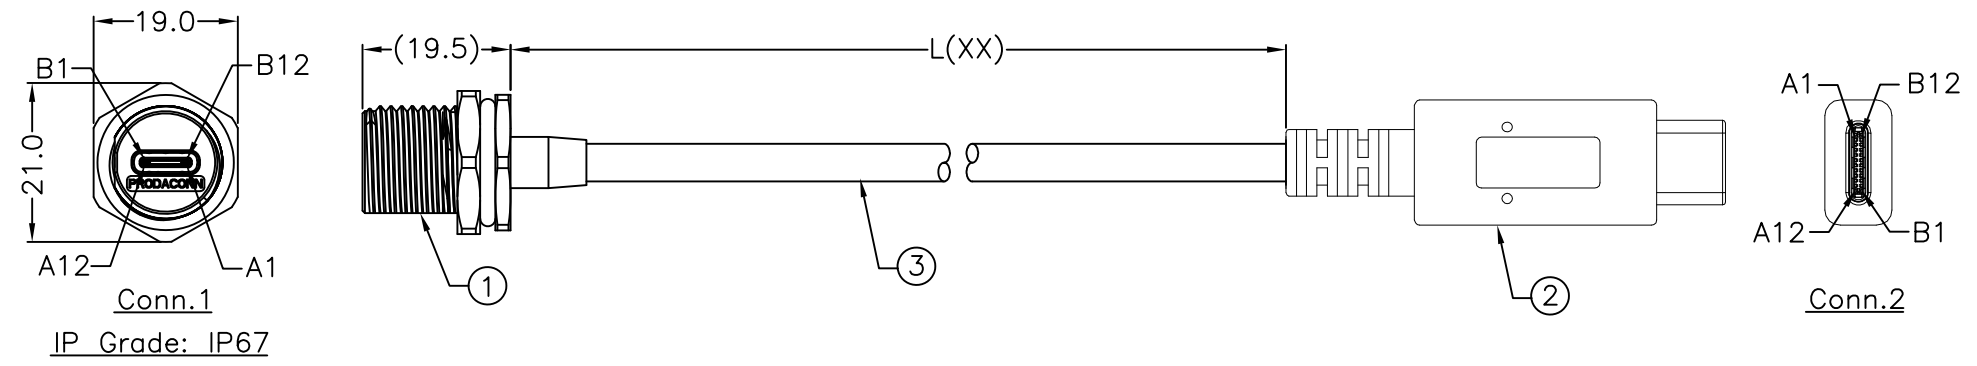 19.0
(19.5)
L(XX)
B1
B12
21.0
PRODACONN
A12
A1
Conn.1
IP Grade: IP67
1
3
2
A1
B12
A12
B1
Conn.2